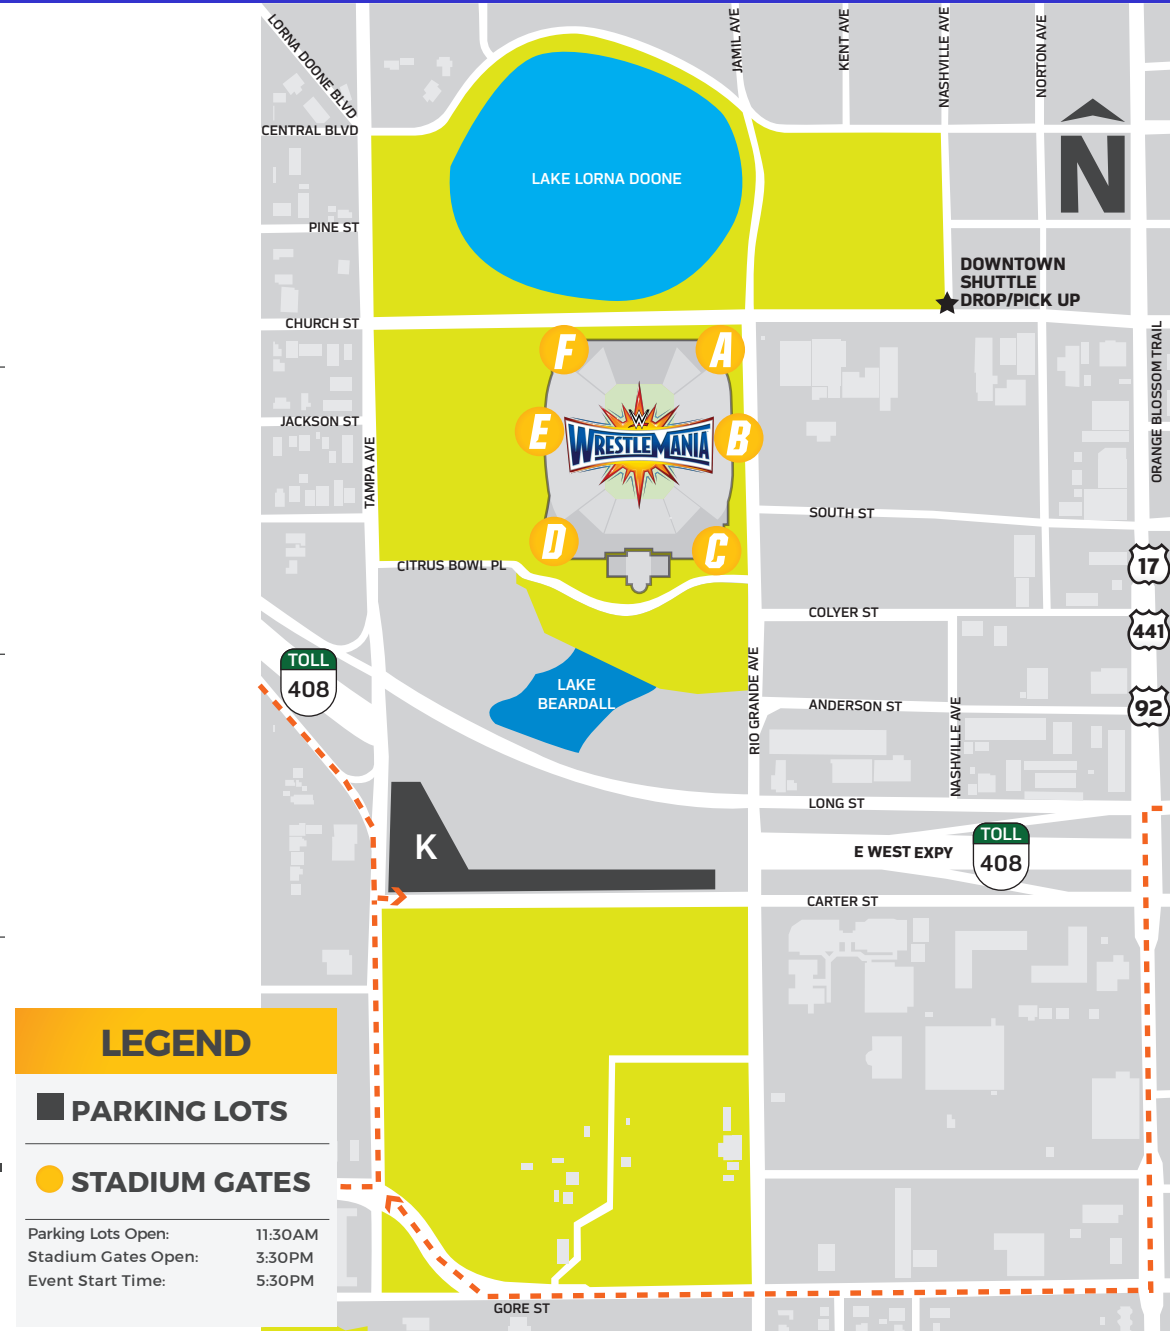 LORNA DOONE BLVD
JAMIL AVE
KENT AVE
NASHVILLE AVE
NORTON AVE
CENTRAL BLVD
N
LAKE LORNA DOONE
PINE ST
DOWNTOWN
SHUTTLE
DROP/PICK UP
CHURCH ST
F
A
ORANGE BLOSSOM TRAIL
JACKSON ST
E
W
WRESTLEMANIA
B
TAMPA AVE
SOUTH ST
D
C
CITRUS BOWL PL
17
COLYER ST
441
TOLL
408
LAKE
BEARDALL
RIO GRANDE AVE
ANDERSON ST
NASHVILLE AVE
92
LONG ST
K
E WEST EXPY
TOLL
408
CARTER ST
LEGEND
PARKING LOTS
STADIUM GATES
Parking Lots Open: 11:30AM
Stadium Gates Open: 3:30PM
Event Start Time: 5:30PM
GORE ST